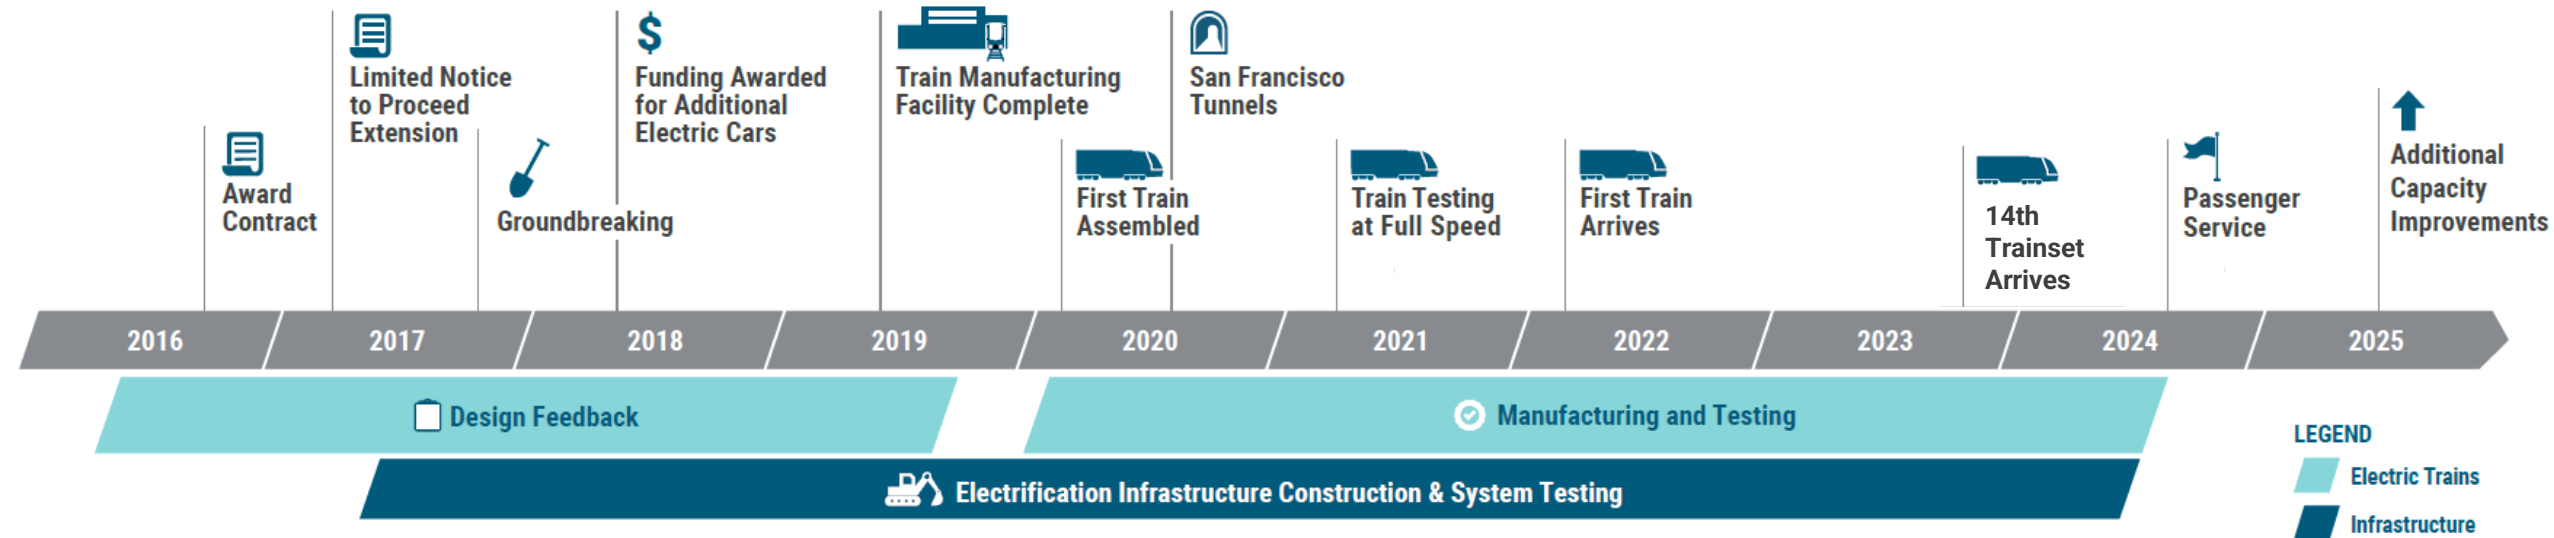 Limited Notice
to Proceed
Extension
Funding Awarded
for Additional
Electric Cars
Train Manufacturing
Facility Complete
San Francisco
Tunnels
Award
Contract
Groundbreaking
First Train
Assembled
Train Testing
at Full Speed
First Train
Arrives
14th
Trainset
Arrives
Passenger
Service
Additional
Capacity
Improvements
2016
2017
2018
2019
2020
2021
2022
2023
2024
2025
Design Feedback
Manufacturing and Testing
Electrification Infrastructure Construction & System Testing
LEGEND
Electric Trains
Infrastructure